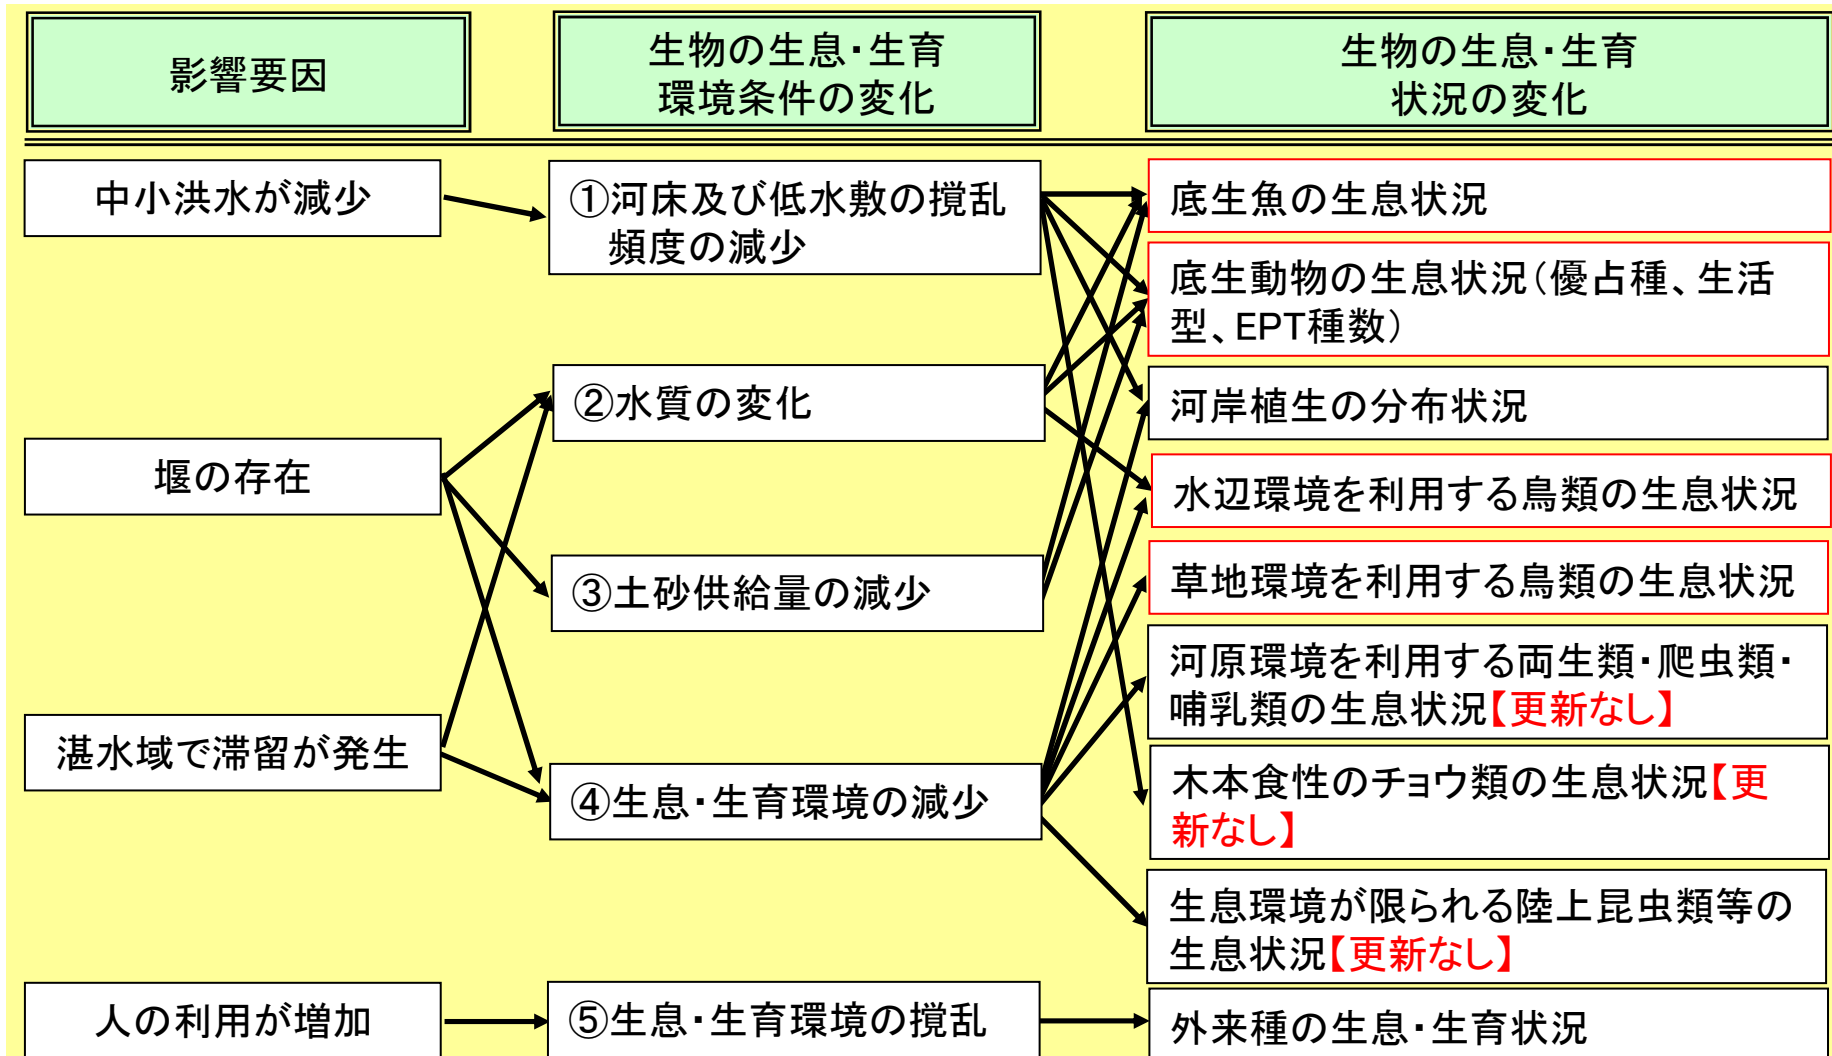 影響要因
生物の生息・生育
環境条件の変化
生物の生息・生育
状況の変化
中小洪水が減少
堰の存在
湛水域で滞留が発生
人の利用が増加
①河床及び低水敷の撹乱
頻度の減少
②水質の変化
③土砂供給量の減少
④生息・生育環境の減少
⑤生息・生育環境の撹乱
底生魚の生息状況
底生動物の生息状況（優占種、生活
型、EPT種数）
河岸植生の分布状況
水辺環境を利用する鳥類の生息状況
草地環境を利用する鳥類の生息状況
河原環境を利用する両生類・爬虫類・
哺乳類の生息状況【更新なし】
木本食性のチョウ類の生息状況【更
新なし】
生息環境が限られる陸上昆虫類等の
生息状況【更新なし】
外来種の生息・生育状況